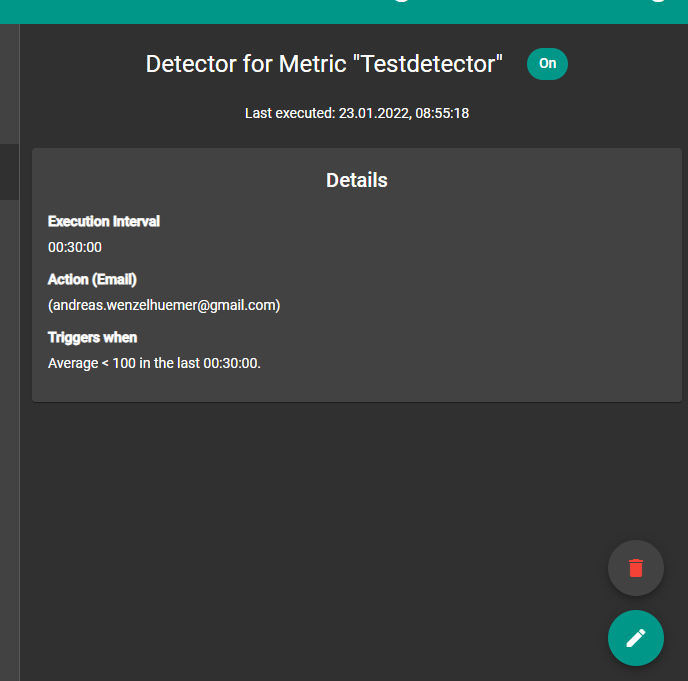 Detector for Metric "Testdetector"
On
Last executed: 23.01.2022, 08:55:18
Details
Execution Interval
00:30:00
Action (Email)
(andreas.wenzelhuemer@gmail.com)
Triggers when
Average < 100 in the last 00:30:00.